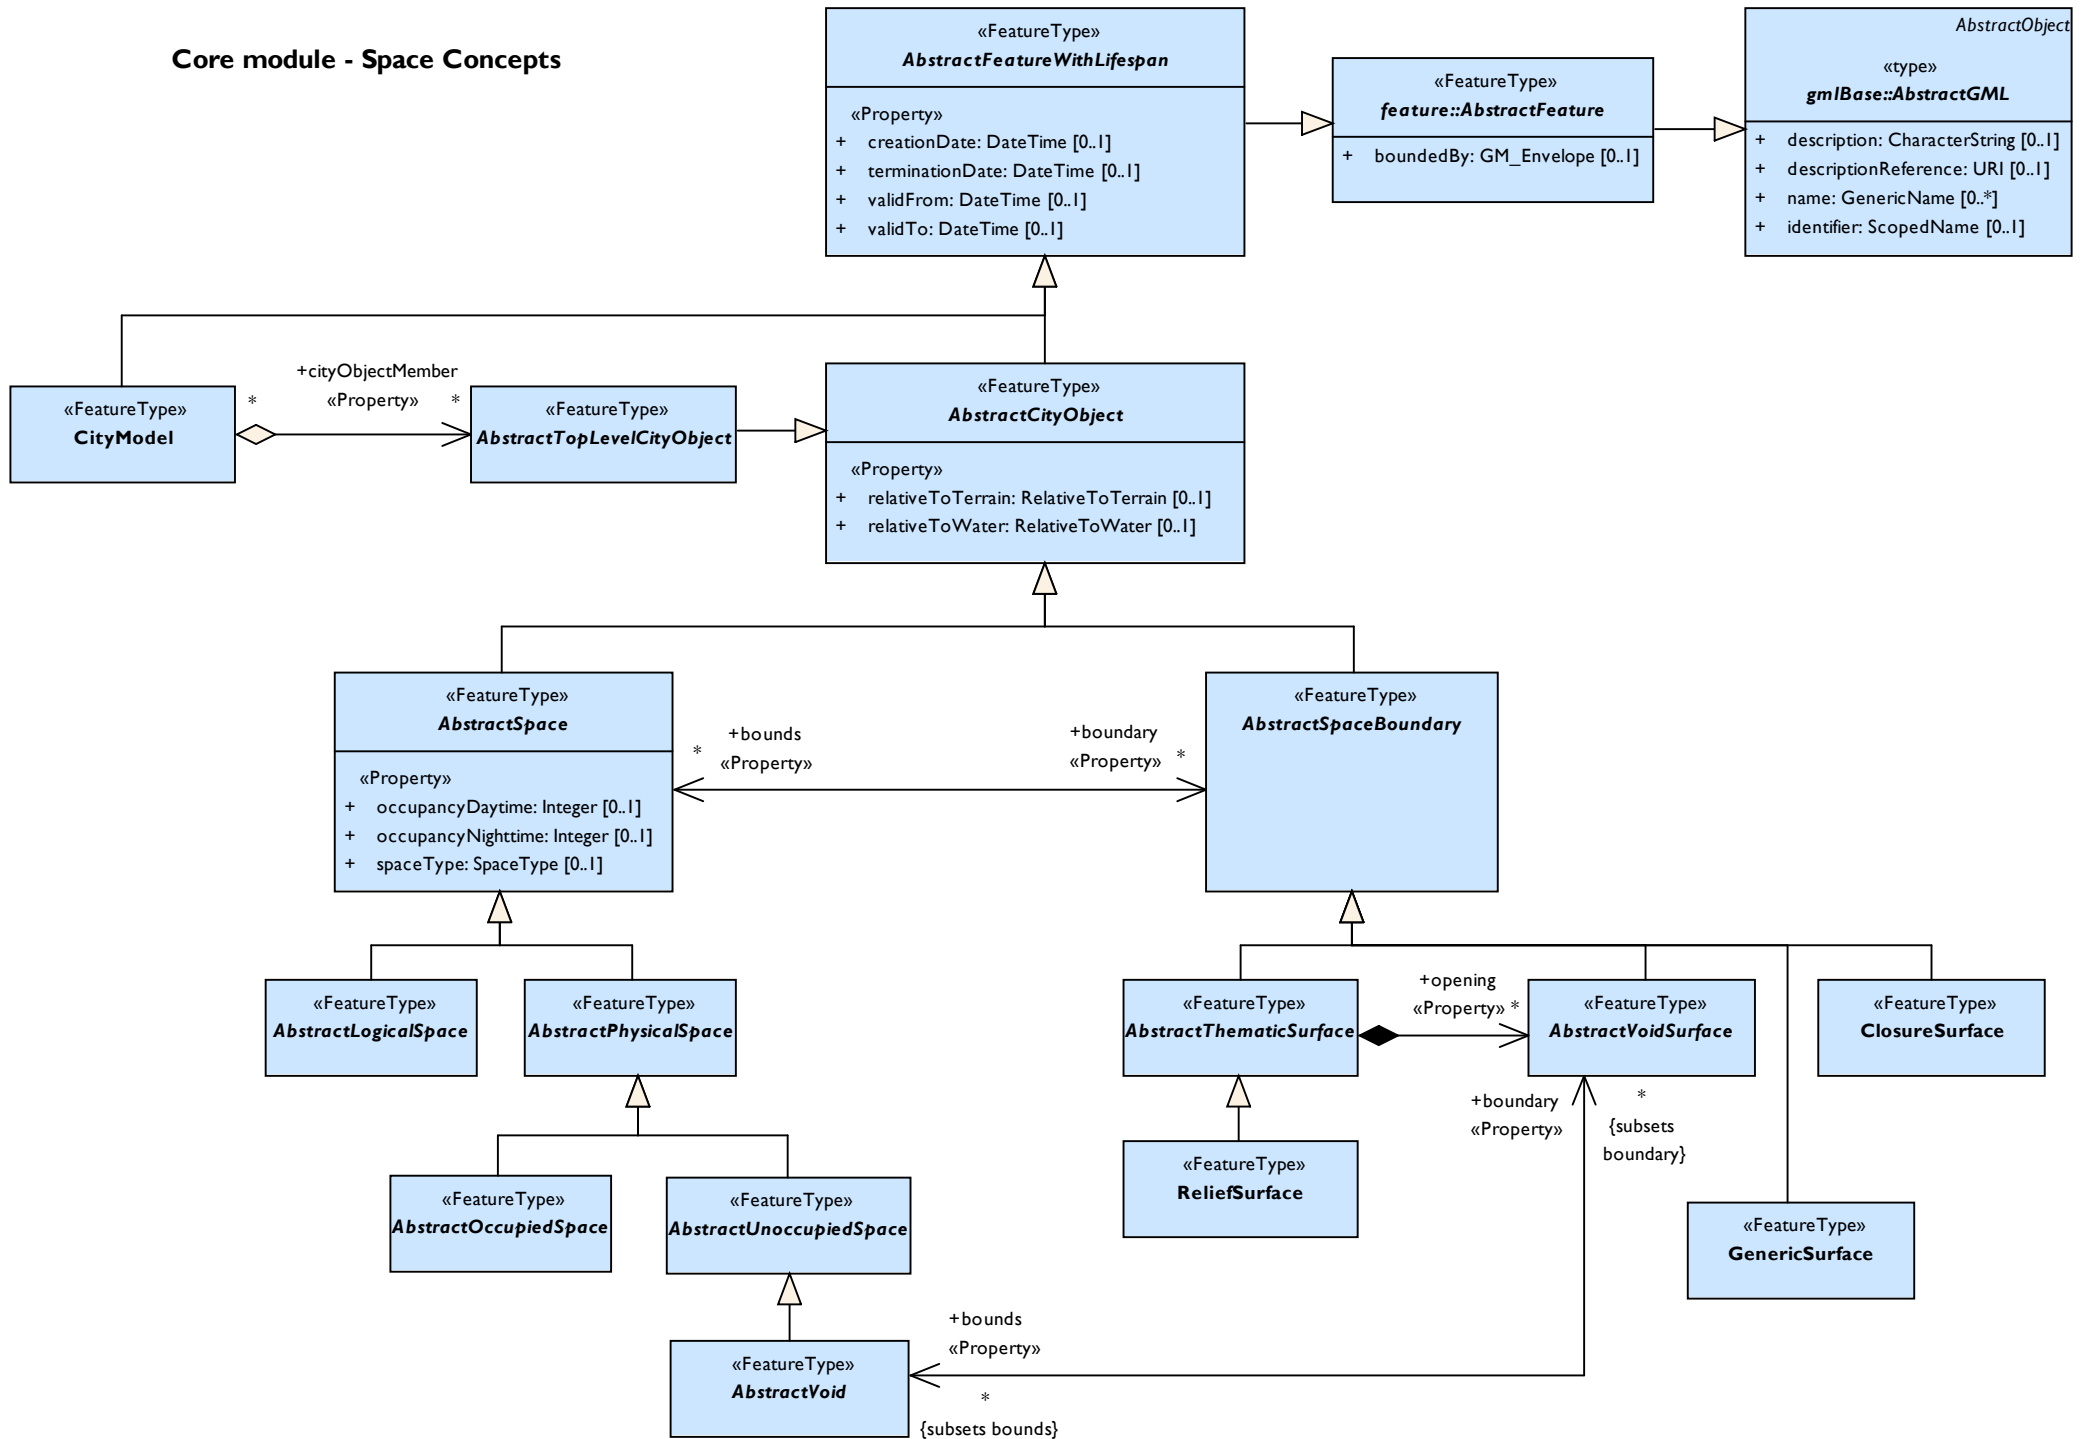 Core module - Space Concepts
«FeatureType»
AbstractFeatureWithLifespan
«Property»
+ creationDate: DateTime [0..1]
+ terminationDate: DateTime [0..1]
+ validFrom: DateTime [0..1]
+ validTo: DateTime [0..1]
«FeatureType»
feature::AbstractFeature
+ boundedBy: GM_Envelope [0..1]
AbstractObject
«type»
gmlBase::AbstractGML
+ description: CharacterString [0..1]
+ descriptionReference: URI [0..1]
+ name: GenericName [0..*]
+ identifier: ScopedName [0..1]
«FeatureType»
CityModel
+cityObjectMember
* «Property» *
«FeatureType»
AbstractTopLevelCityObject
«FeatureType»
AbstractCityObject
«Property»
+ relativeToTerrain: RelativeToTerrain [0..1]
+ relativeToWater: RelativeToWater [0..1]
«FeatureType»
AbstractSpace
«Property»
+ occupancyDaytime: Integer [0..1]
+ occupancyNighttime: Integer [0..1]
+ spaceType: SpaceType [0..1]
+bounds
*
«Property»
+boundary
*
«Property»
«FeatureType»
AbstractSpaceBoundary
«FeatureType»
AbstractLogicalSpace
«FeatureType»
AbstractPhysicalSpace
«FeatureType»
AbstractThematicSurface
+opening
«Property» *
«FeatureType»
AbstractVoidSurface
«FeatureType»
ClosureSurface
+boundary
«Property»
*
{subsets
boundary}
«FeatureType»
ReliefSurface
«FeatureType»
AbstractOccupiedSpace
«FeatureType»
AbstractUnoccupiedSpace
«FeatureType»
GenericSurface
«FeatureType»
AbstractVoid
+bounds
«Property»
*
{subsets bounds}